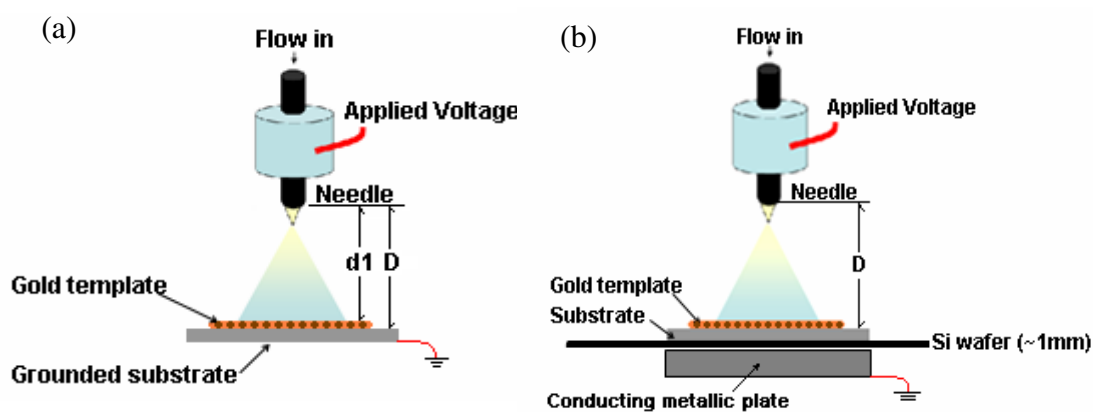 (a)
Flow in
Applied Voltage
Needle
d1 D
Gold template
Grounded substrate
(b)
Flow in
Applied Voltage
Needle
D
Gold template
Substrate
Si wafer (~1mm)
Conducting metallic plate